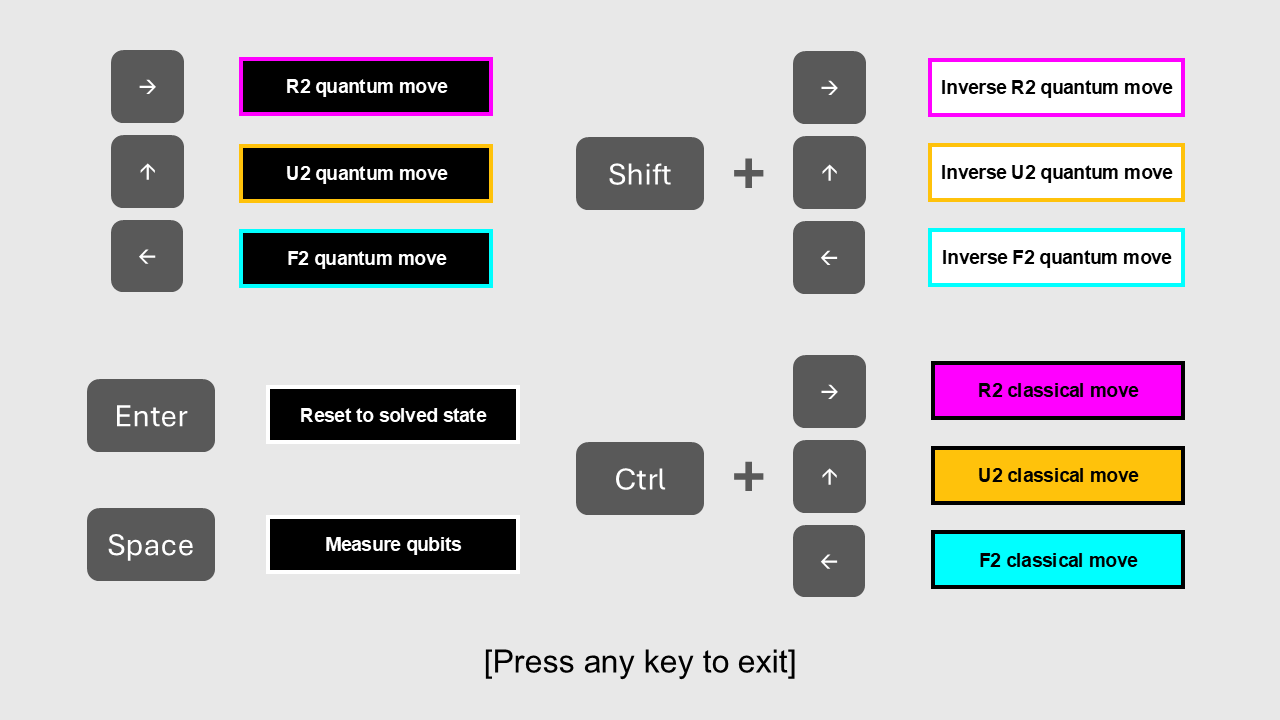 → R2 quantum move
↑ U2 quantum move
← F2 quantum move
Shift +
→ Inverse R2 quantum move
↑ Inverse U2 quantum move
← Inverse F2 quantum move
Enter Reset to solved state
Space Measure qubits
Ctrl +
→ R2 classical move
↑ U2 classical move
← F2 classical move
[Press any key to exit]